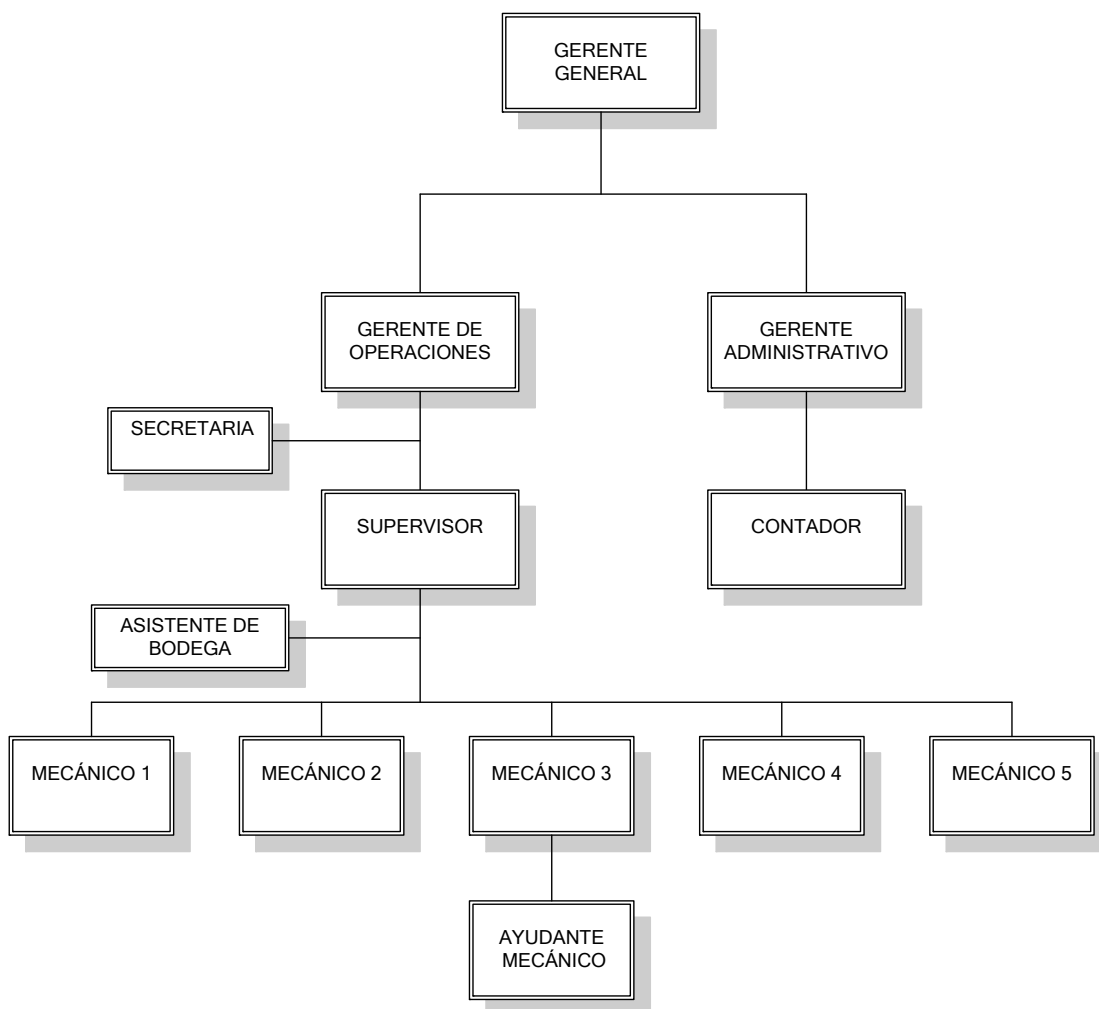 GERENTE
GENERAL
GERENTE DE
OPERACIONES
GERENTE
ADMINISTRATIVO
SECRETARIA
SUPERVISOR
CONTADOR
ASISTENTE DE
BODEGA
MECÁNICO 1
MECÁNICO 2
MECÁNICO 3
MECÁNICO 4
MECÁNICO 5
AYUDANTE
MECÁNICO